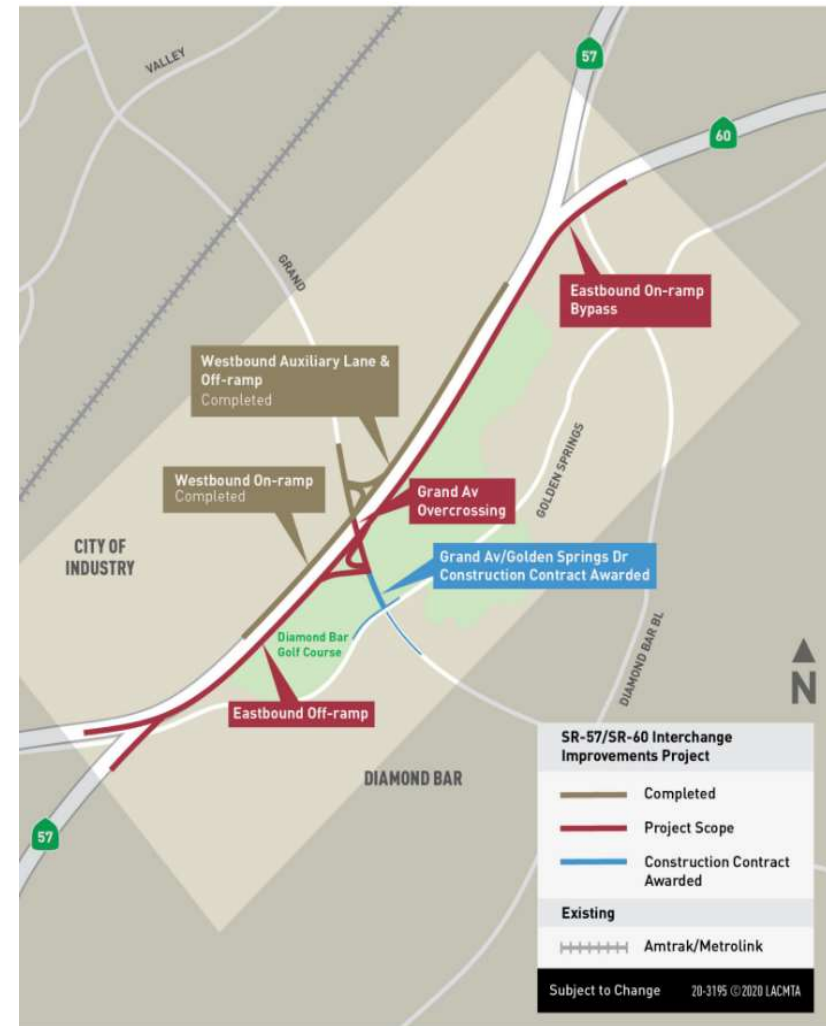 57
VALLEY
60
GRAND
Eastbound On-ramp
Bypass
Westbound Auxiliary Lane &
Off-ramp
Completed
GOLDEN SPRINGS
Westbound On-ramp
Completed
Grand Av
Overcrossing
CITY OF
INDUSTRY
Grand Av/Golden Springs Dr
Construction Contract Awarded
Diamond Bar
Golf Course
DIAMOND BAR BL
N
Eastbound Off-ramp
DIAMOND BAR
57
SR-57/SR-60 Interchange
Improvements Project
Completed
Project Scope
Construction Contract
Awarded
Existing
Amtrak/Metrolink
Subject to Change 20-3195 ©2020 LACMTA